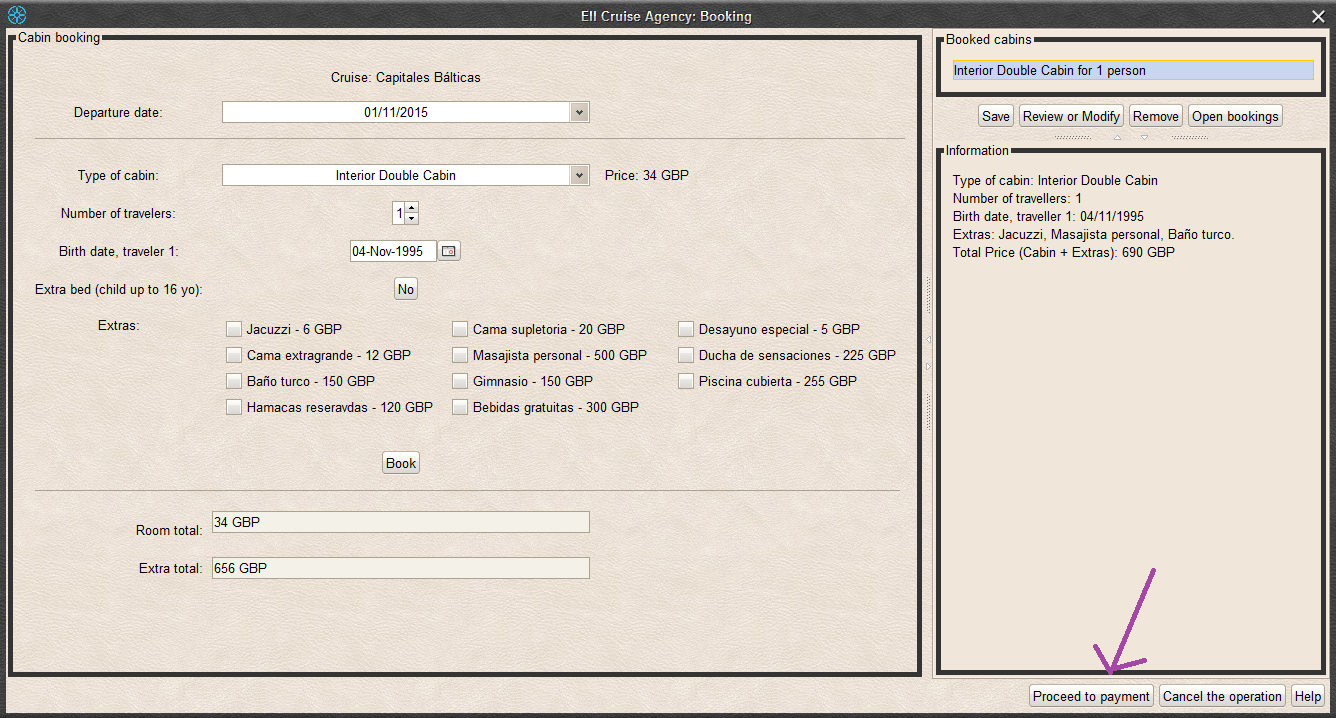 Ell Cruise Agency: Booking
Cabin booking
Cruise: Capitales Bálticas
Departure date: 01/11/2015
Type of cabin: Interior Double Cabin Price: 34 GBP
Number of travelers: 1
Birth date, traveler 1: 04-Nov-1995
Extra bed (child up to 16 yo): No
Extras:
Jacuzzi - 6 GBP Cama supletoria - 20 GBP Desayuno especial - 5 GBP
Cama extragrande - 12 GBP Masajista personal - 500 GBP Ducha de sensaciones - 225 GBP
Baño turco - 150 GBP Gimnasio - 150 GBP Piscina cubierta - 255 GBP
Hamacas reseravdas - 120 GBP Bebidas gratuitas - 300 GBP
Book
Room total: 34 GBP
Extra total: 656 GBP
Booked cabins
Interior Double Cabin for 1 person
Save Review or Modify Remove Open bookings
Information
Type of cabin: Interior Double Cabin
Number of travellers: 1
Birth date, traveller 1: 04/11/1995
Extras: Jacuzzi, Masajista personal, Baño turco.
Total Price (Cabin + Extras): 690 GBP
Proceed to payment Cancel the operation Help